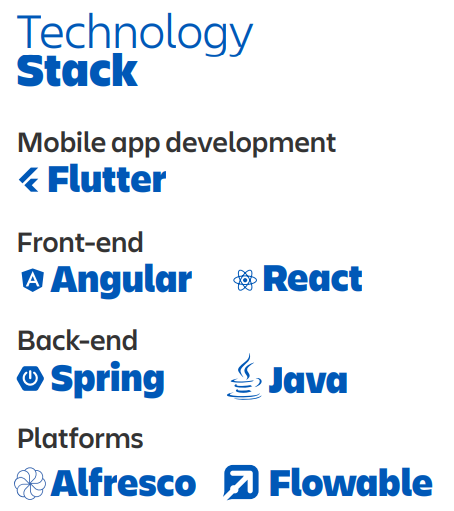 Technology
Stack
Mobile app development
Flutter
Front-end
Angular React
Back-end
Spring Java
Platforms
Alfresco Flowable